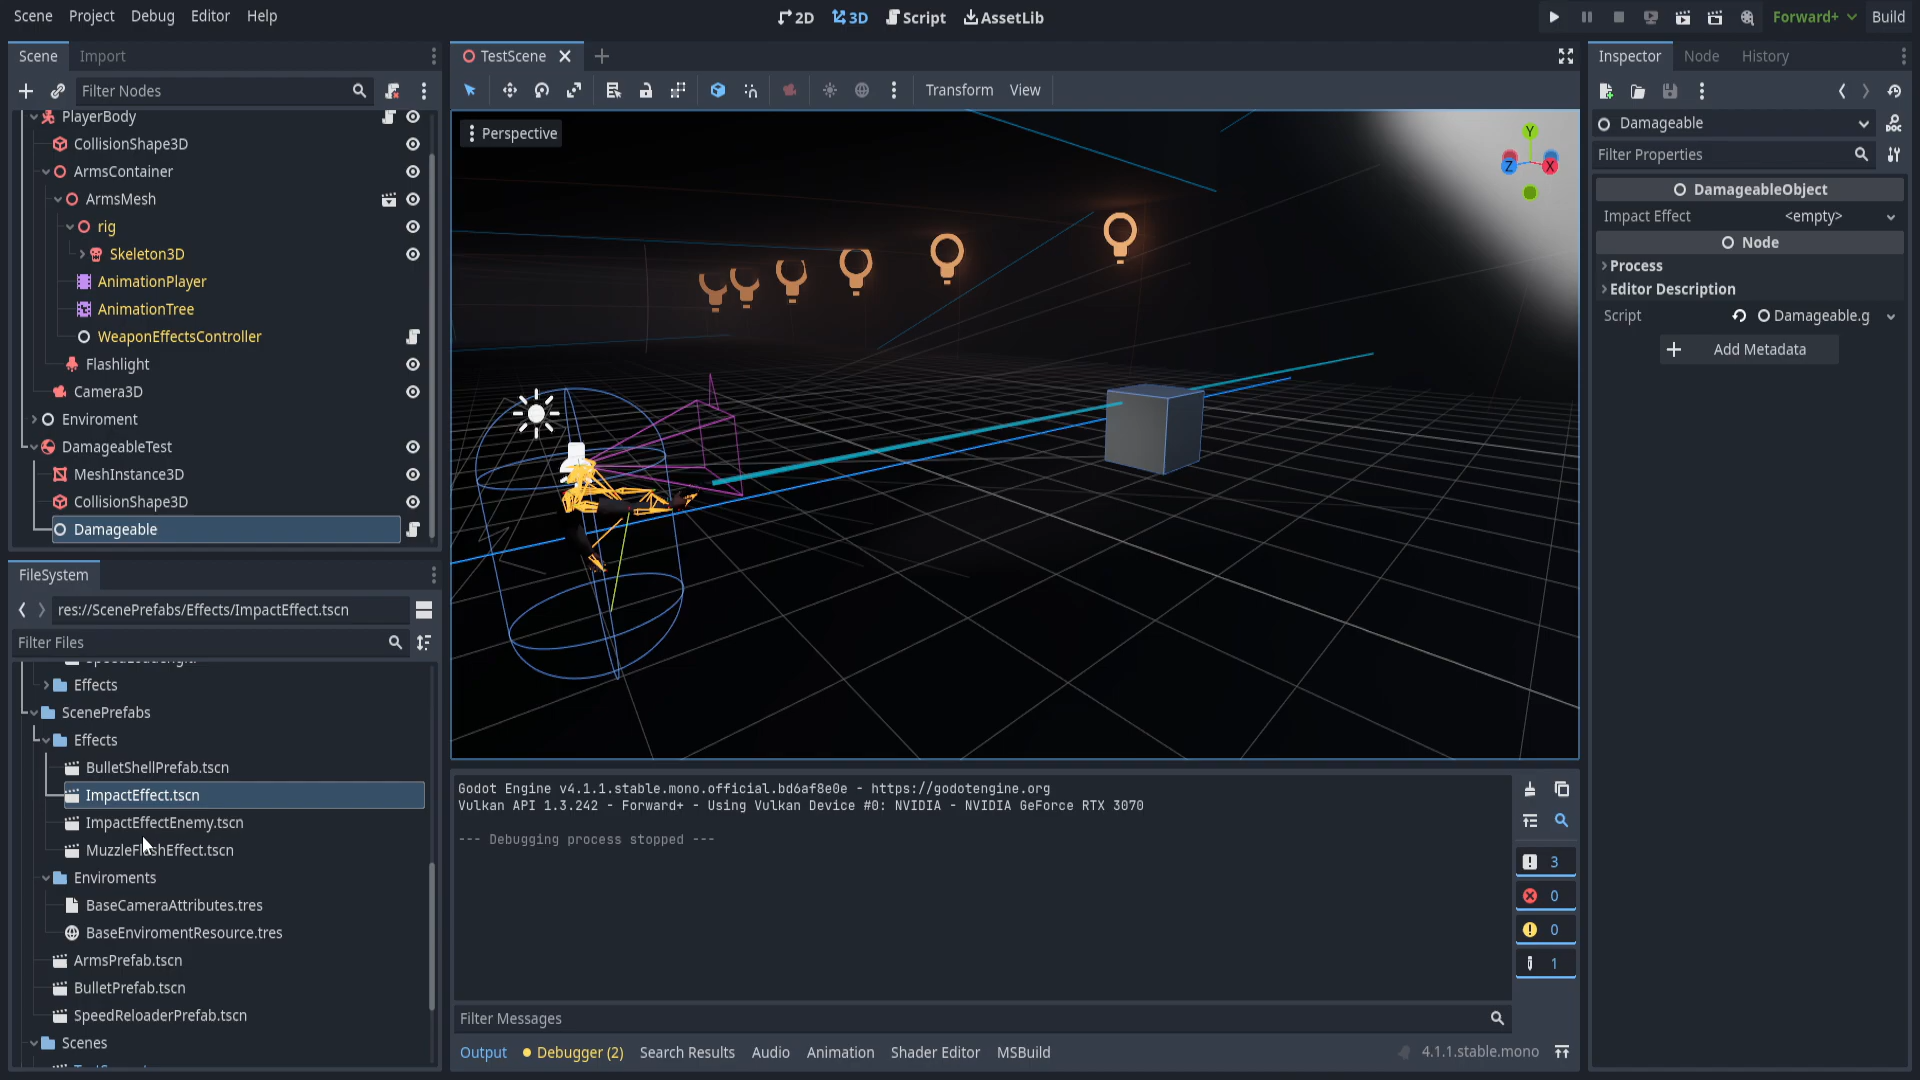 Scene Project Debug Editor Help
2D 3D Script AssetLib
Forward+ Build
Scene Import
Filter Nodes
PlayerBody
CollisionShape3D
ArmsContainer
ArmsMesh
rig
Skeleton3D
AnimationPlayer
AnimationTree
WeaponEffectsController
Flashlight
Camera3D
Enviroment
DamageableTest
MeshInstance3D
CollisionShape3D
Damageable
FileSystem
res://ScenePrefabs/Effects/ImpactEffect.tscn
Filter Files
Effects
ScenePrefabs
Effects
BulletShellPrefab.tscn
ImpactEffect.tscn
ImpactEffectEnemy.tscn
MuzzleFlashEffect.tscn
Enviroments
BaseCameraAttributes.tres
BaseEnviromentResource.tres
ArmsPrefab.tscn
BulletPrefab.tscn
SpeedReloaderPrefab.tscn
Scenes
TestScene
Transform View
Perspective
Y
Z X
Godot Engine v4.1.1.stable.mono.official.bd6af8e0e - https://godotengine.org
Vulkan API 1.3.242 - Forward+ - Using Vulkan Device #0: NVIDIA - NVIDIA GeForce RTX 3070
--- Debugging process stopped ---
3
0
0
1
Filter Messages
Output Debugger (2) Search Results Audio Animation Shader Editor MSBuild
4.1.1.stable.mono
Inspector Node History
Damageable
Filter Properties
DamageableObject
Impact Effect <empty>
Node
Process
Editor Description
Script Damageable.g
Add Metadata